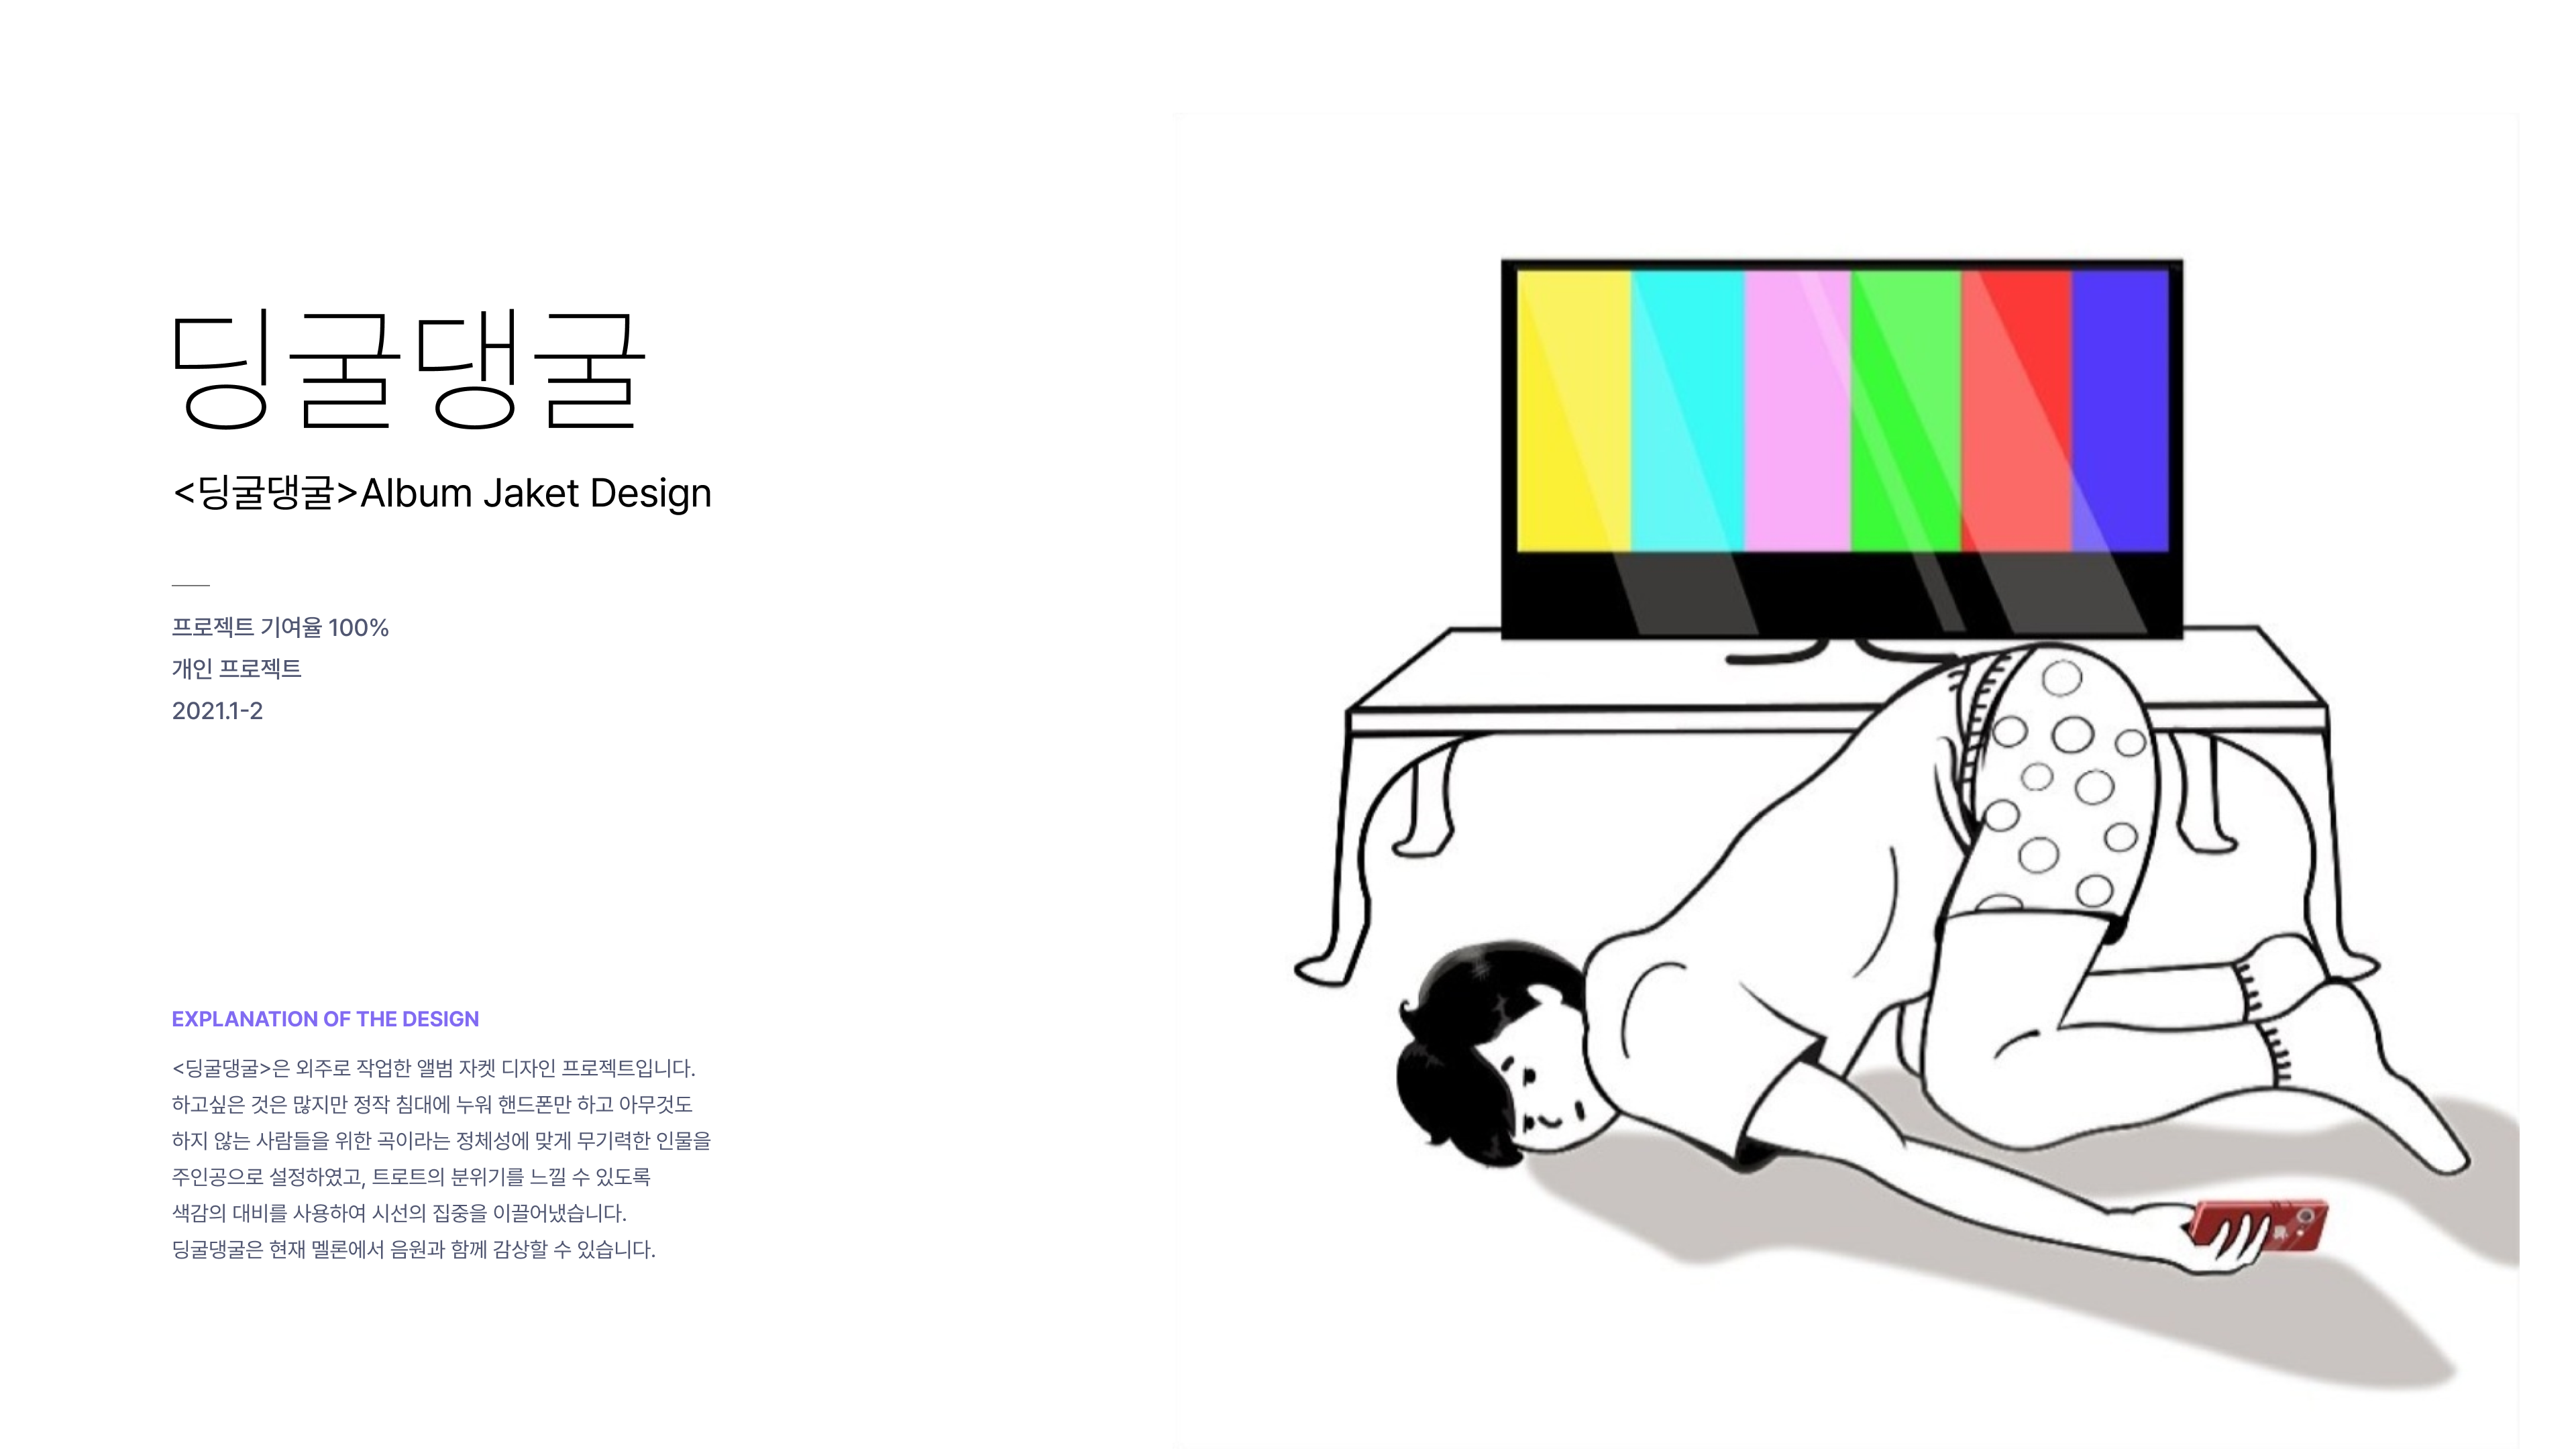 딩굴댕굴
<딩굴댕굴>Album Jaket Design
프로젝트 기여율 100%
개인 프로젝트
2021.1-2
EXPLANATION OF THE DESIGN
<딩굴댕굴>은 외주로 작업한 앨범 자켓 디자인 프로젝트입니다.
하고싶은 것은 많지만 정작 침대에 누워 핸드폰만 하고 아무것도
하지 않는 사람들을 위한 곡이라는 정체성에 맞게 무기력한 인물을
주인공으로 설정하였고, 트로트의 분위기를 느낄 수 있도록
색감의 대비를 사용하여 시선의 집중을 이끌어냈습니다.
딩굴댕굴은 현재 멜론에서 음원과 함께 감상할 수 있습니다.